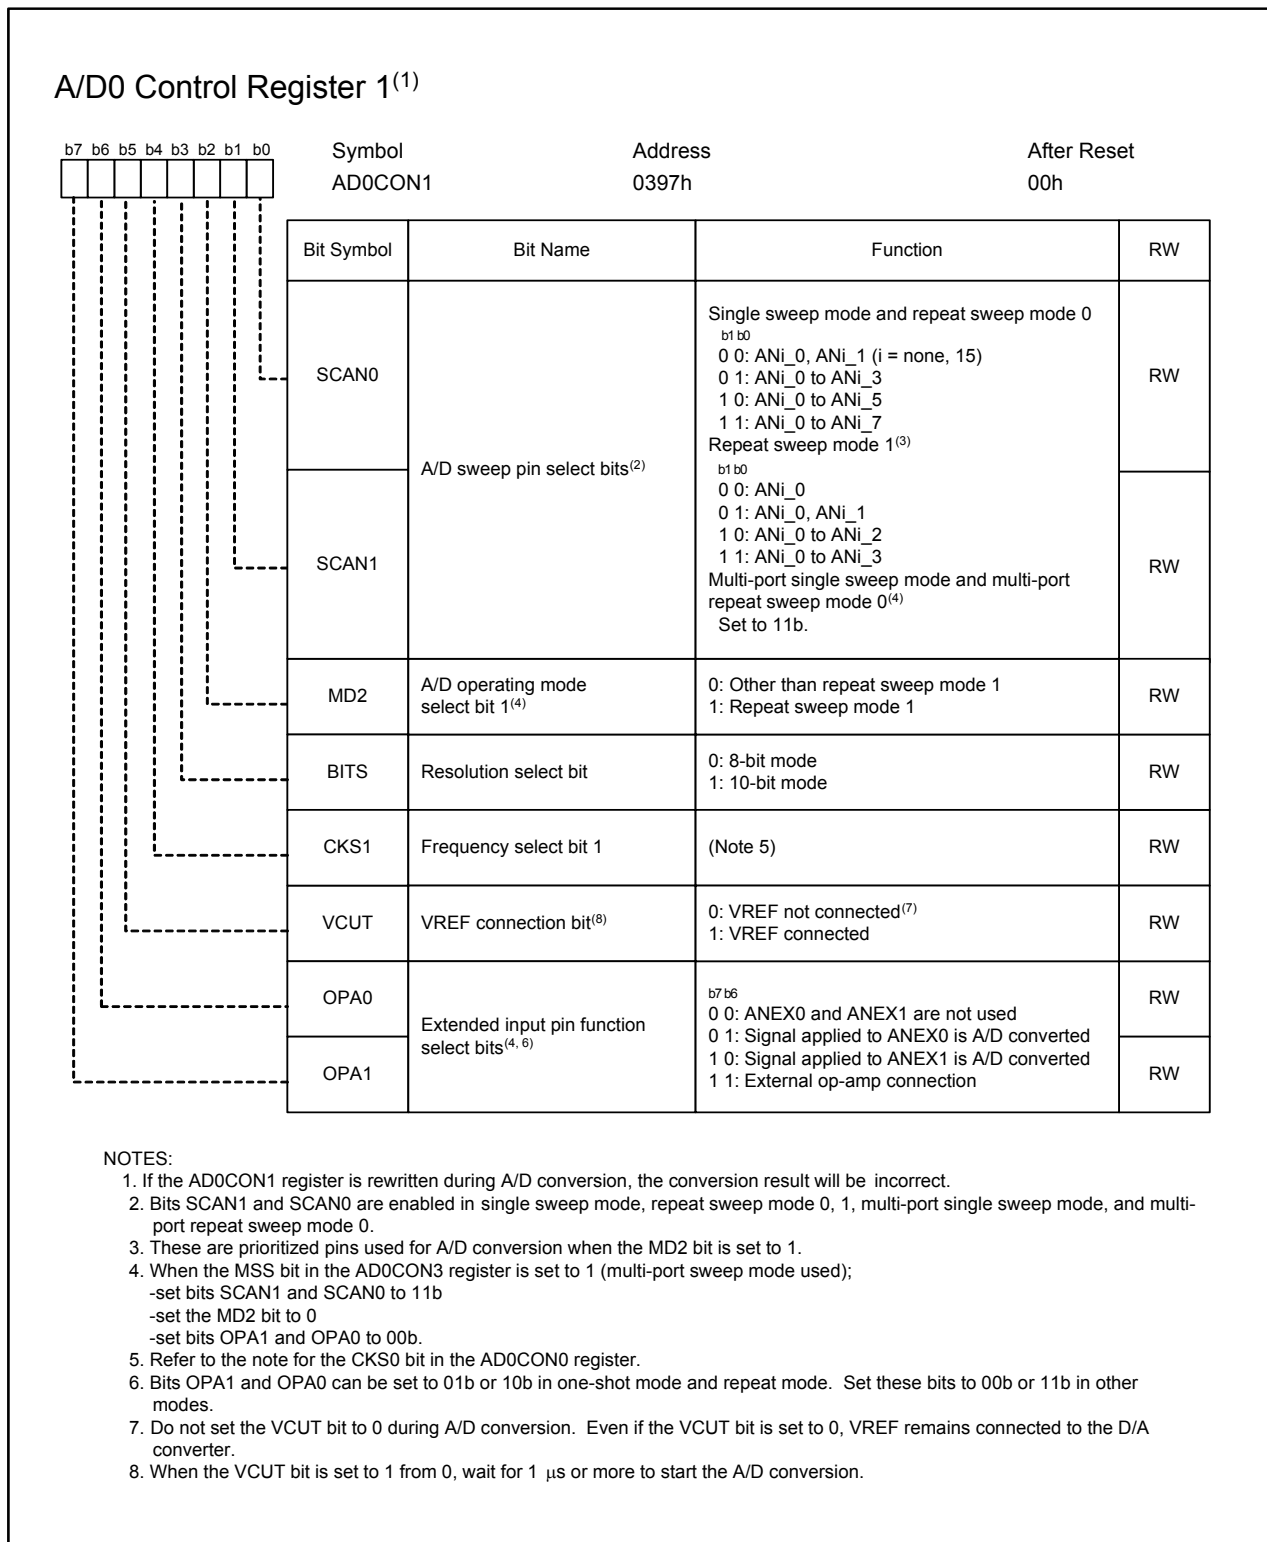 A/D0 Control Register 1(1)
b7 b6 b5 b4 b3 b2 b1 b0
Symbol Address After Reset
AD0CON1 0397h 00h
Bit Symbol Bit Name Function RW
SCAN0
A/D sweep pin select bits(2)
Single sweep mode and repeat sweep mode 0
b1 b0
0 0: ANi_0, ANi_1 (i = none, 15)
0 1: ANi_0 to ANi_3
1 0: ANi_0 to ANi_5
1 1: ANi_0 to ANi_7
Repeat sweep mode 1(3)
b1 b0
0 0: ANi_0
0 1: ANi_0, ANi_1
1 0: ANi_0 to ANi_2
1 1: ANi_0 to ANi_3
Multi-port single sweep mode and multi-port
repeat sweep mode 0(4)
Set to 11b.
RW
SCAN1
RW
MD2
A/D operating mode
select bit 1(4)
0: Other than repeat sweep mode 1
1: Repeat sweep mode 1
RW
BITS
Resolution select bit
0: 8-bit mode
1: 10-bit mode
RW
CKS1 Frequency select bit 1 (Note 5) RW
VCUT
VREF connection bit(8)
0: VREF not connected(7)
1: VREF connected
RW
OPA0
Extended input pin function
select bits(4, 6)
b7 b6
0 0: ANEX0 and ANEX1 are not used
0 1: Signal applied to ANEX0 is A/D converted
1 0: Signal applied to ANEX1 is A/D converted
1 1: External op-amp connection
RW
OPA1
RW
NOTES:
1. If the AD0CON1 register is rewritten during A/D conversion, the conversion result will be incorrect.
2. Bits SCAN1 and SCAN0 are enabled in single sweep mode, repeat sweep mode 0, 1, multi-port single sweep mode, and multi-
port repeat sweep mode 0.
3. These are prioritized pins used for A/D conversion when the MD2 bit is set to 1.
4. When the MSS bit in the AD0CON3 register is set to 1 (multi-port sweep mode used);
-set bits SCAN1 and SCAN0 to 11b
-set the MD2 bit to 0
-set bits OPA1 and OPA0 to 00b.
5. Refer to the note for the CKS0 bit in the AD0CON0 register.
6. Bits OPA1 and OPA0 can be set to 01b or 10b in one-shot mode and repeat mode. Set these bits to 00b or 11b in other
modes.
7. Do not set the VCUT bit to 0 during A/D conversion. Even if the VCUT bit is set to 0, VREF remains connected to the D/A
converter.
8. When the VCUT bit is set to 1 from 0, wait for 1 μs or more to start the A/D conversion.